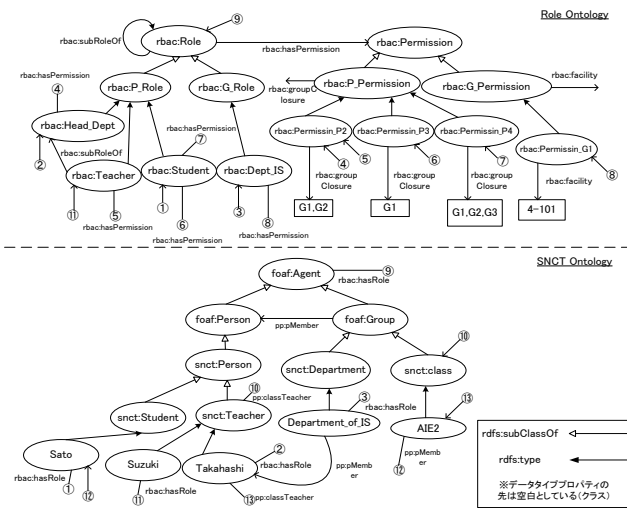 Role Ontology
⑨
rbac:subRoleOf
rbac:Role
rbac:hasPermission
rbac:Permission
rbac:hasPermission
④
rbac:P_Role
rbac:G_Role
rbac:groupC
losure
rbac:P_Permission
rbac:G_Permission
rbac:facility
rbac:Head_Dept
rbac:hasPermission
⑦
rbac:Permissin_P2
rbac:Permissin_P3
rbac:Permissin_P4
②
rbac:subRoleOf
rbac:Teacher
rbac:Student
rbac:Dept_IS
④
⑤
⑥
⑦
rbac:Permissin_G1
rbac:group
Closure
rbac:group
Closure
rbac:group
Closure
rbac:facility
⑧
⑪
⑤
rbac:hasPermission
①
⑥
rbac:hasPermission
③
⑧
rbac:hasPermission
G1,G2
G1
G1,G2,G3
4-101
SNCT Ontology
foaf:Agent
⑨
rbac:hasRole
foaf:Person
pp:pMember
foaf:Group
⑩
snct:Person
snct:Department
snct:class
⑩
pp:classTeacher
snct:Student
snct:Teacher
③
rbac:hasRole
⑬
Department_of_IS
AIE2
Sato
Suzuki
Takahashi
②
rbac:hasRole
pp:pMemb
er
pp:pMemb
er
⑫
rbac:hasRole
①
⑫
rbac:hasRole
⑪
⑬
pp:classTeacher
rdfs:subClassOf
rdfs:type
※データタイププロパティの
先は空白としている(クラス)